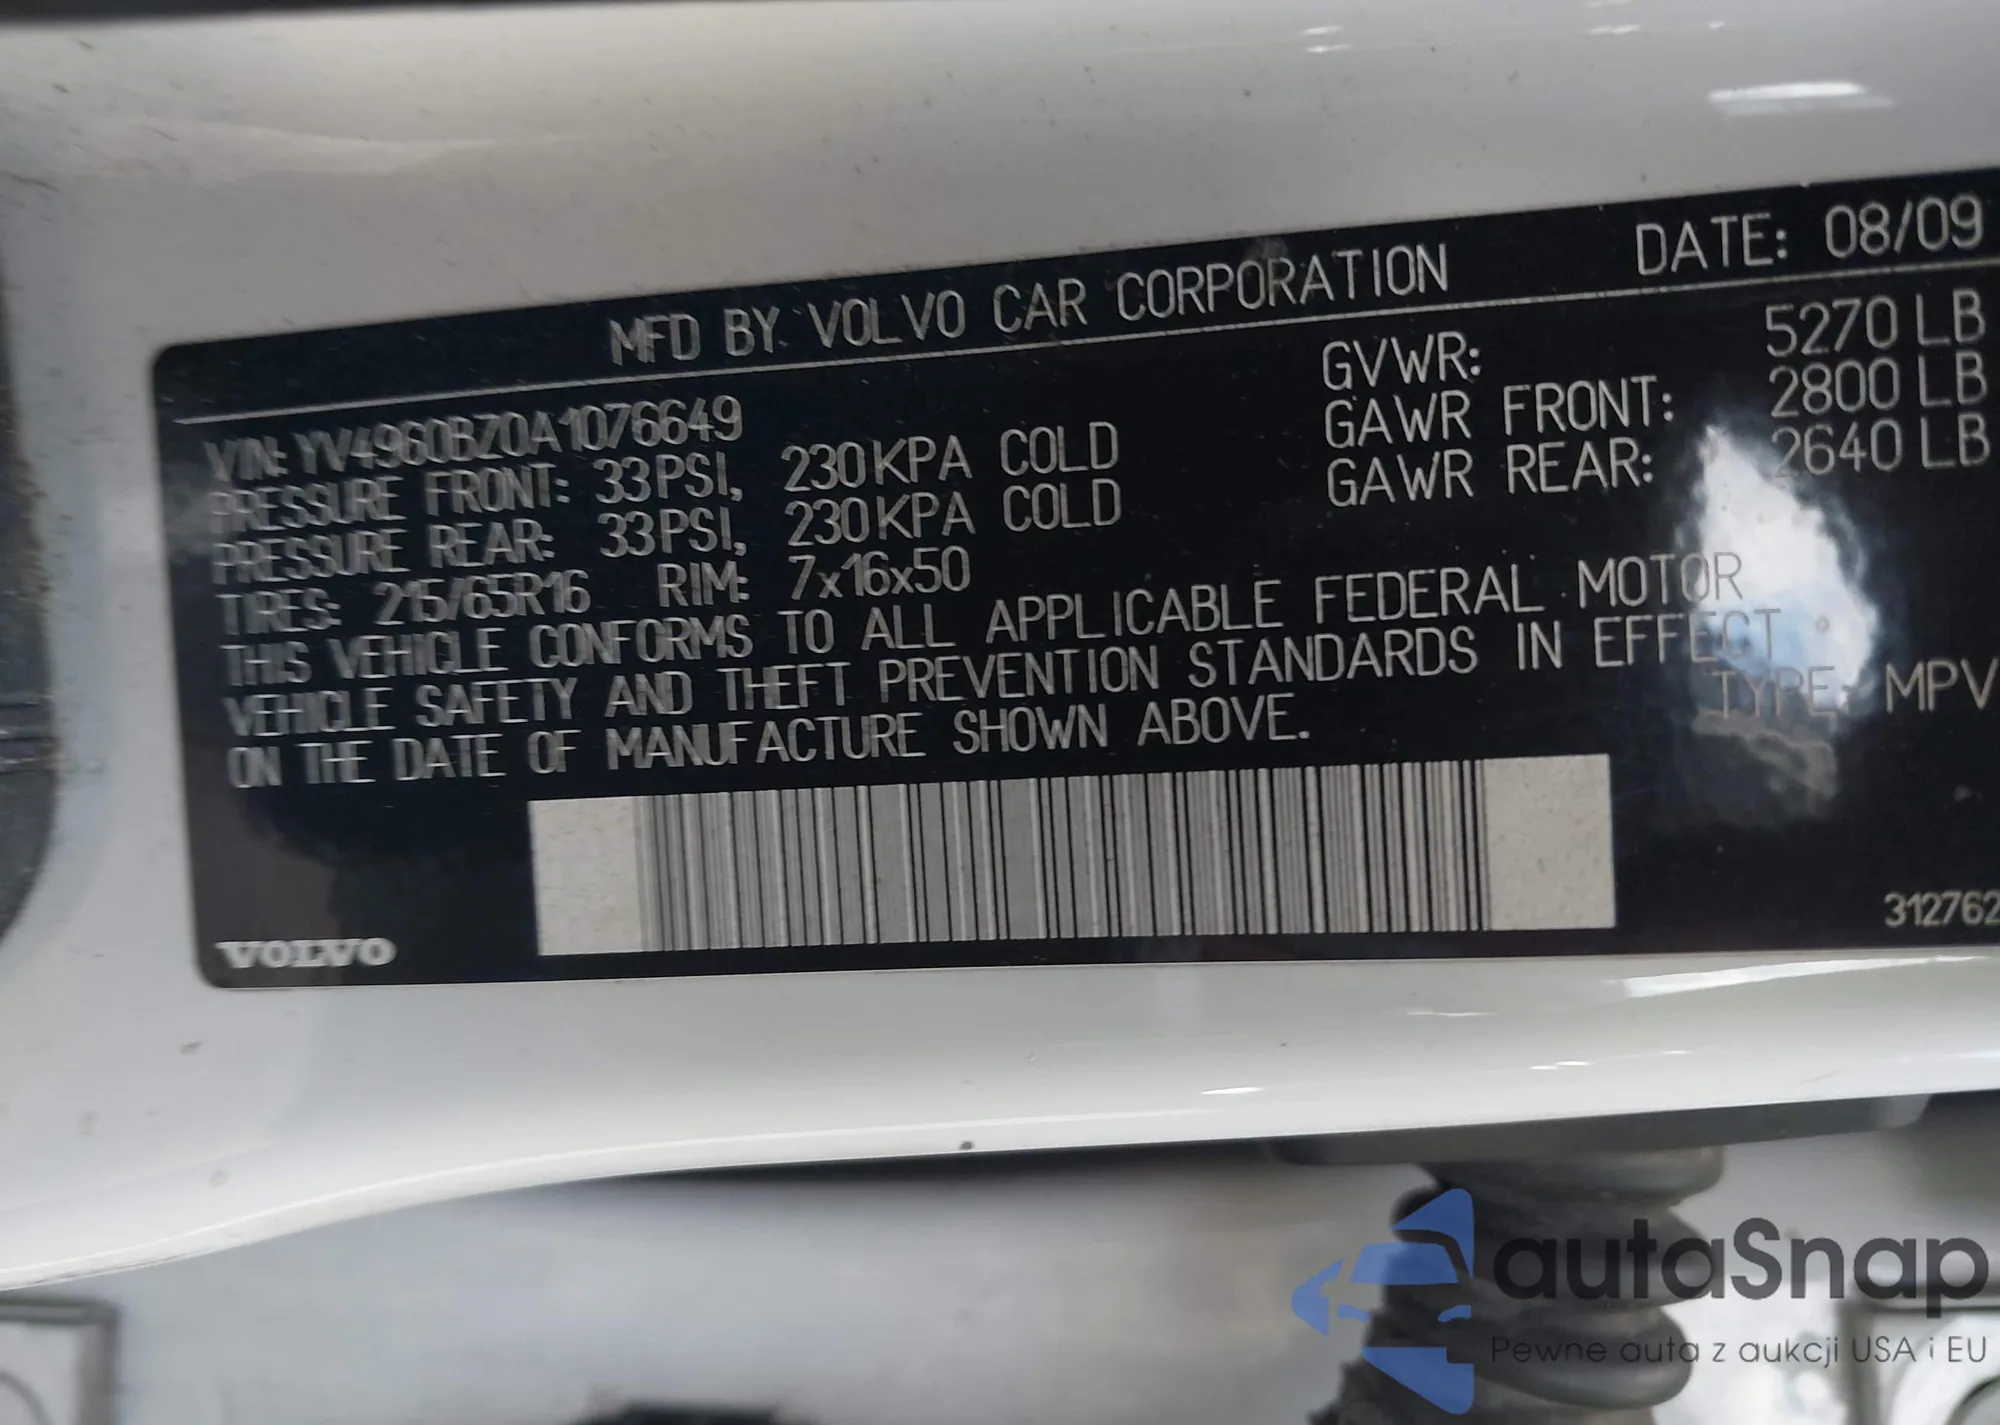 MFD BY VOLVO CAR CORPORATION DATE: 08/09
VIN: YV4960BZ0A1076649 GVWR: 5270 LB
PRESSURE FRONT: 33PSI, 230KPA COLD GAWR FRONT: 2800 LB
PRESSURE REAR: 33PSI, 230KPA COLD GAWR REAR: 2640 LB
TIRES: 215/65R16 RIM: 7x16x50
THIS VEHICLE CONFORMS TO ALL APPLICABLE FEDERAL MOTOR
VEHICLE SAFETY AND THEFT PREVENTION STANDARDS IN EFFECT
ON THE DATE OF MANUFACTURE SHOWN ABOVE. TYPE: MPV
312762
VOLVO
autaSnap
Pewne auta z aukcji USA i EU